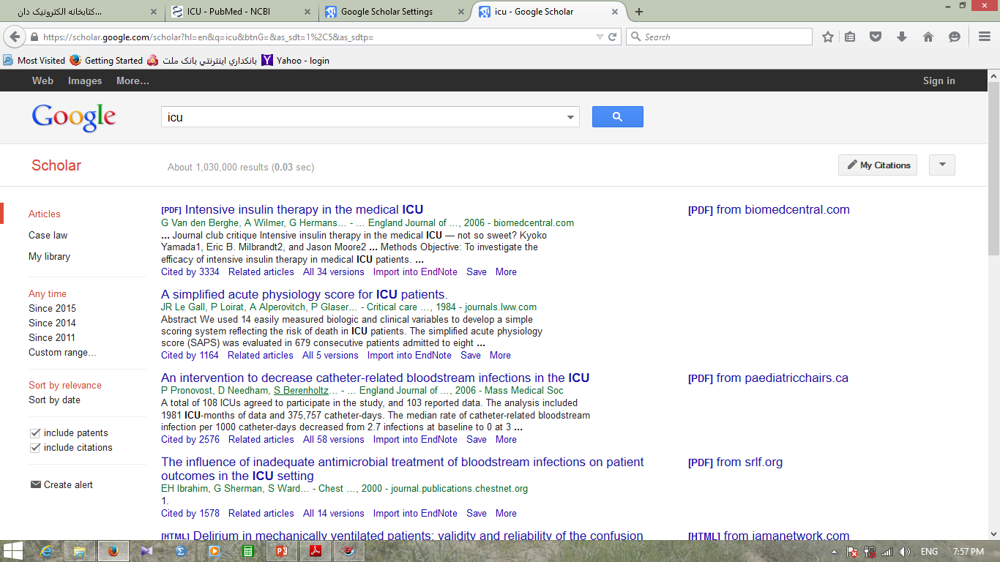 کتابخانه الکترونیک دان...
ICU - PubMed - NCBI
Google Scholar Settings
icu - Google Scholar
https://scholar.google.com/scholar?hl=en&q=icu&btnG=&as_sdt=1%2C5&as_sdtp=
Search
Most Visited
Getting Started
بانکداري اينترنتي بانک ملت
Yahoo - login
Web Images More...
Sign in
Google
icu
Scholar
About 1,030,000 results (0.03 sec)
My Citations
Articles
Case law
My library
Any time
Since 2015
Since 2014
Since 2011
Custom range...
Sort by relevance
Sort by date
include patents
include citations
Create alert
[PDF] Intensive insulin therapy in the medical ICU
G Van den Berghe, A Wilmer, G Hermans… - … England Journal of …, 2006 - biomedcentral.com
... Journal club critique Intensive insulin therapy in the medical ICU — not so sweet? Kyoko
Yamada1, Eric B. Milbrandt2, and Jason Moore2 ... Methods Objective: To investigate the
efficacy of intensive insulin therapy in medical ICU patients. ...
Cited by 3334 Related articles All 34 versions Import into EndNote Save More
[PDF] from biomedcentral.com
A simplified acute physiology score for ICU patients.
JR Le Gall, P Loirat, A Alperovitch, P Glaser… - Critical care …, 1984 - journals.lww.com
Abstract We used 14 easily measured biologic and clinical variables to develop a simple
scoring system reflecting the risk of death in ICU patients. The simplified acute physiology
score (SAPS) was evaluated in 679 consecutive patients admitted to eight ...
Cited by 1164 Related articles All 5 versions Import into EndNote Save More
An intervention to decrease catheter-related bloodstream infections in the ICU
P Pronovost, D Needham, S Berenholtz… - … England Journal of …, 2006 - Mass Medical Soc
A total of 108 ICUs agreed to participate in the study, and 103 reported data. The analysis included
1981 ICU-months of data and 375,757 catheter-days. The median rate of catheter-related bloodstream
infection per 1000 catheter-days decreased from 2.7 infections at baseline to 0 at 3 ...
Cited by 2576 Related articles All 58 versions Import into EndNote Save More
[PDF] from paediatricchairs.ca
The influence of inadequate antimicrobial treatment of bloodstream infections on patient
outcomes in the ICU setting
EH Ibrahim, G Sherman, S Ward… - Chest …, 2000 - journal.publications.chestnet.org
1.
Cited by 1578 Related articles All 14 versions Import into EndNote Save More
[PDF] from srlf.org
[HTML] Delirium in mechanically ventilated patients: validity and reliability of the confusion
[HTML] from jamanetwork.com
ENG
7:57 PM